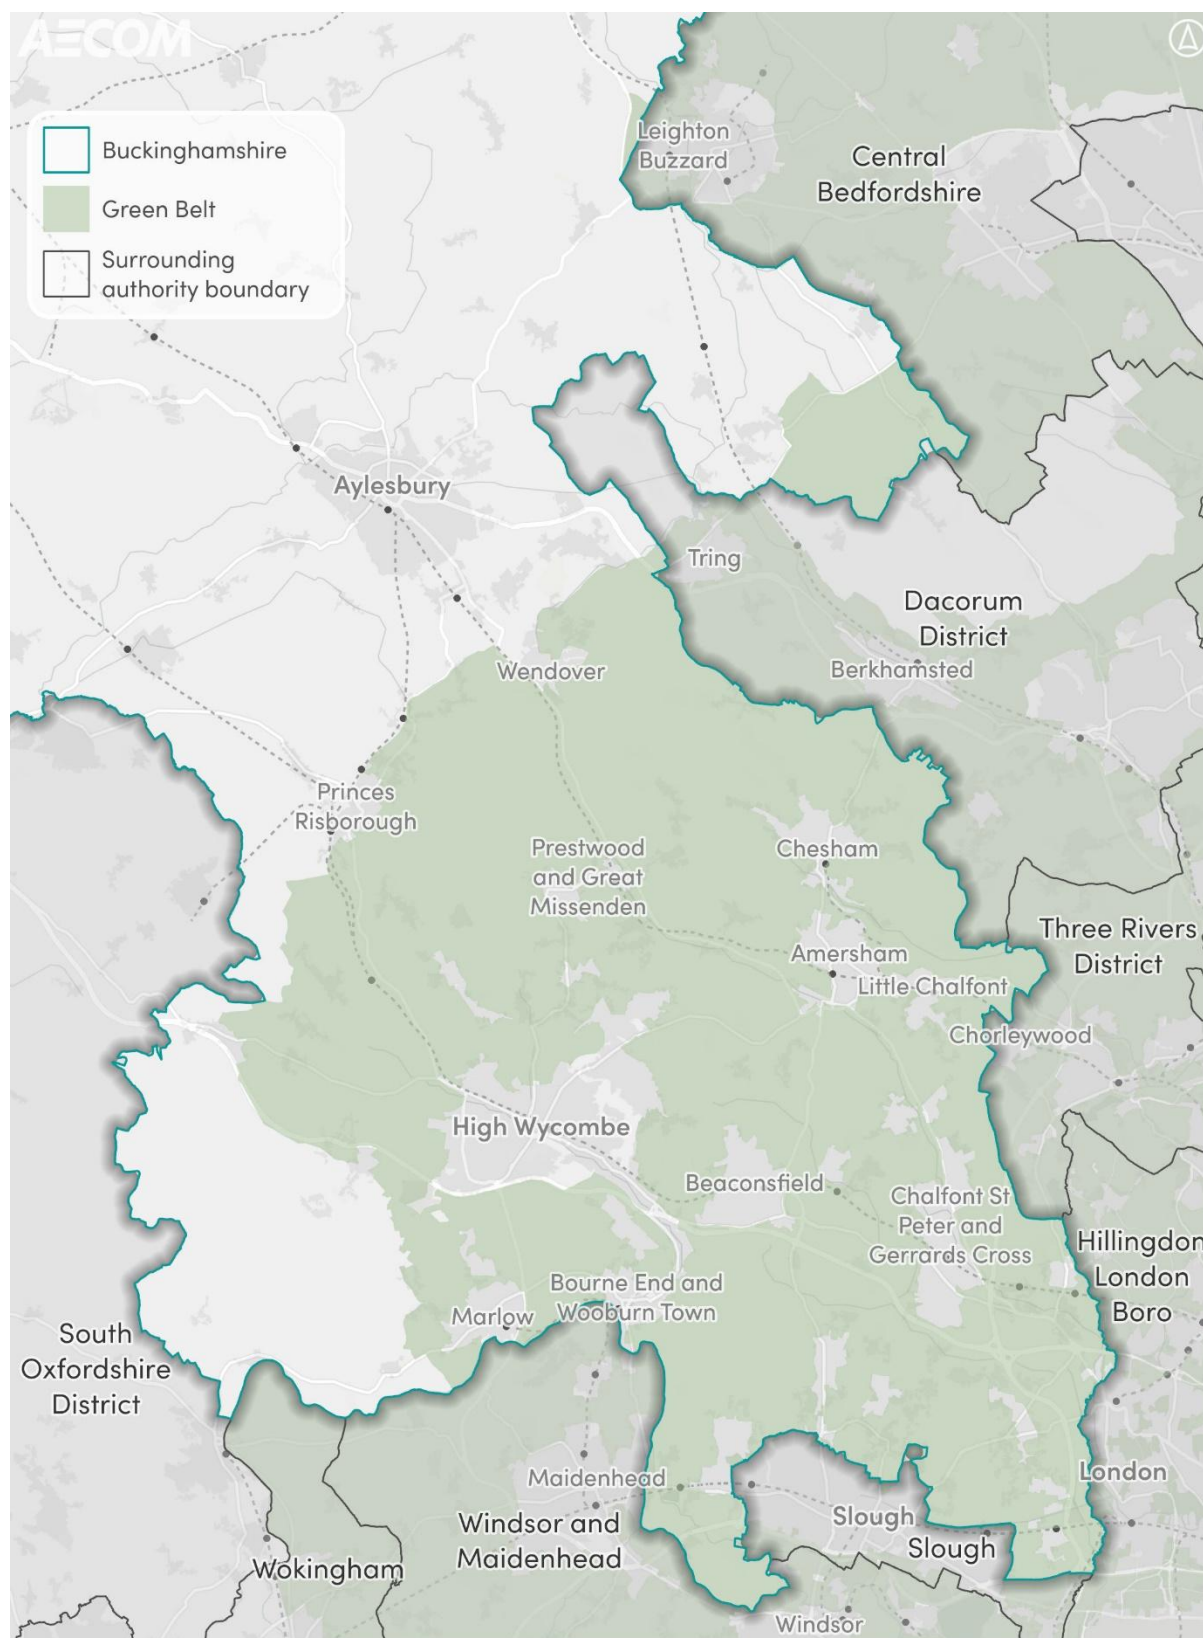 AECOM
Buckinghamshire
Green Belt
Surrounding
authority boundary
Leighton
Buzzard
Central
Bedfordshire
Aylesbury
Tring
Dacorum
District
Wendover
Berkhamsted
Princes
Risborough
Prestwood
and Great
Missenden
Chesham
Three Rivers
District
Amersham
Little Chalfont
Chorleywood
High Wycombe
Beaconsfield
Chalfont St
Peter and
Gerrards Cross
Hillingdon
London
Boro
Bourne End and
Wooburn Town
Marlow
South
Oxfordshire
District
Maidenhead
London
Slough
Windsor and
Maidenhead
Slough
Wokingham
Windsor